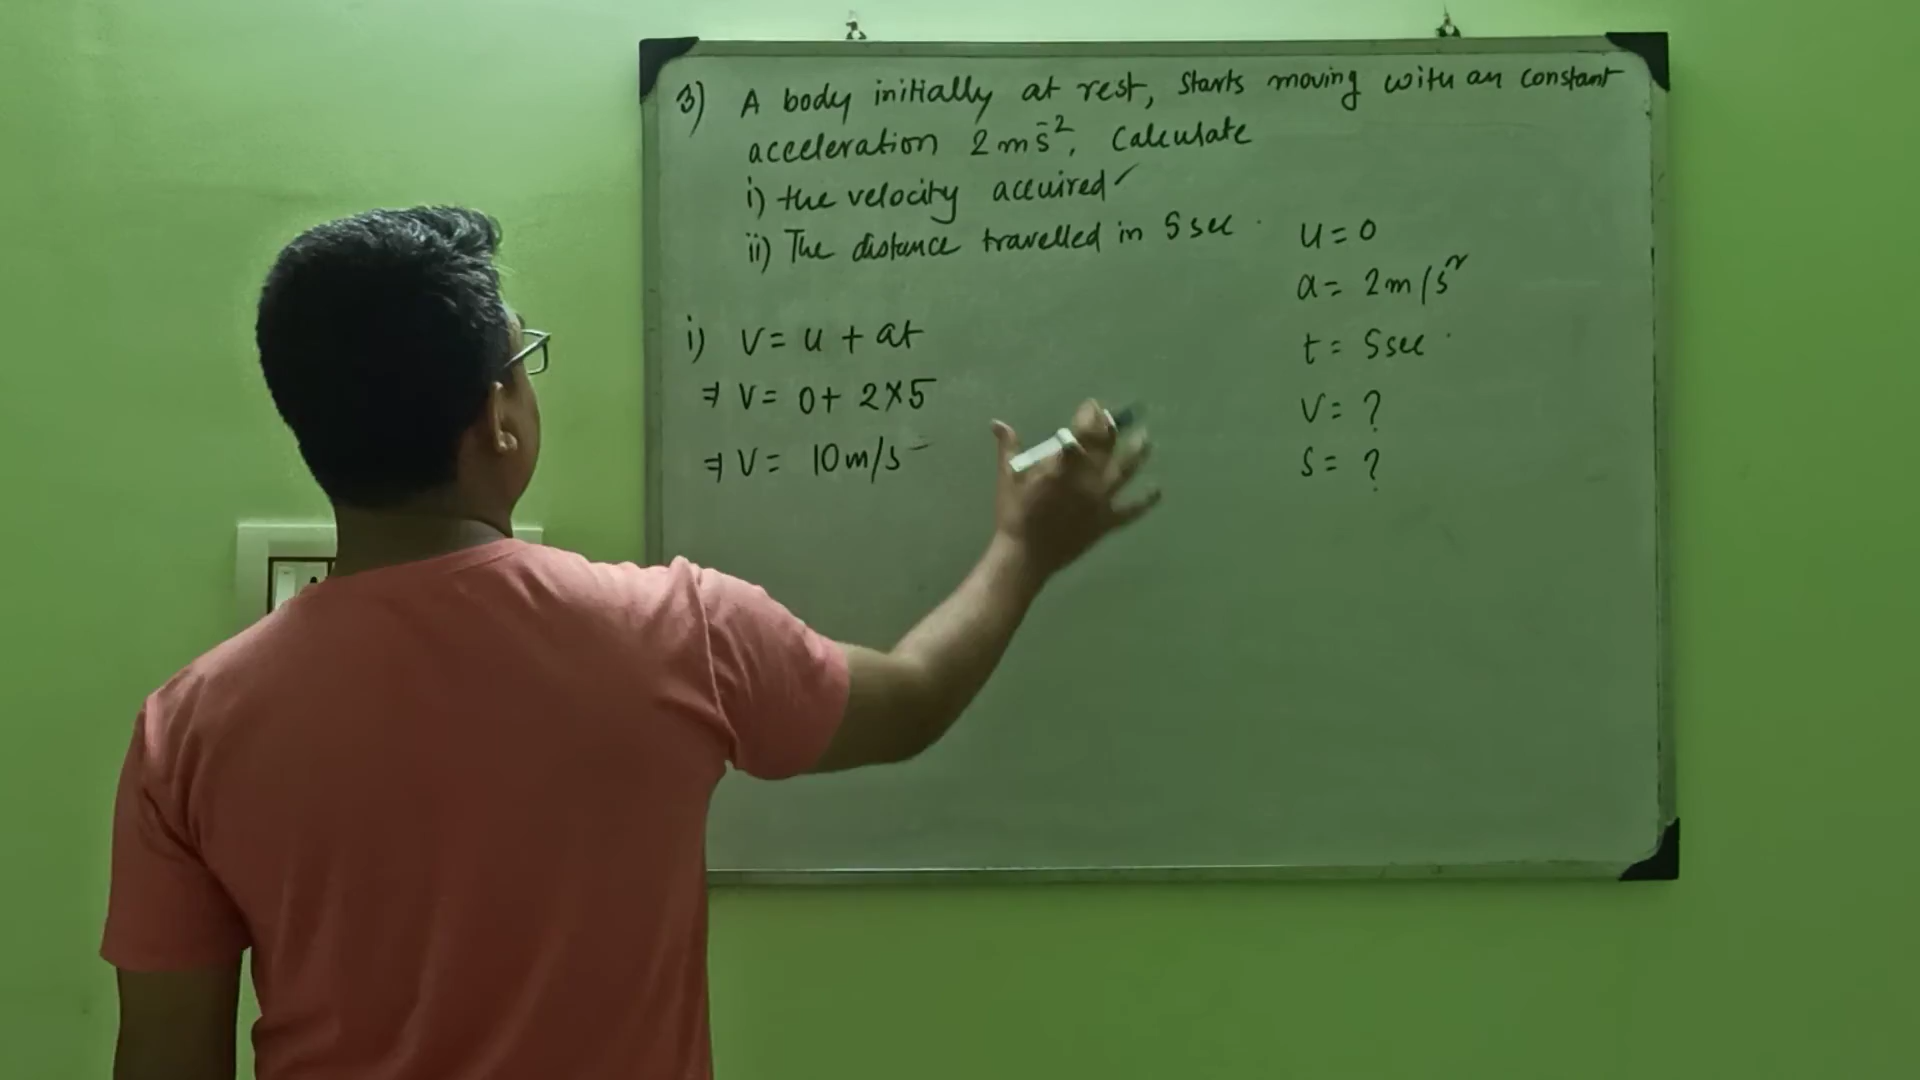 3) A body initially at rest, starts moving with an constant
acceleration 2 m s̄², Calculate
i) the velocity accuired ✓
ii) The distance travelled in 5 sec.
u = 0
a = 2m/s²
t = 5sec.
v = ?
s = ?
i) v = u + at
⇒ v = 0 + 2×5
⇒ v = 10m/s